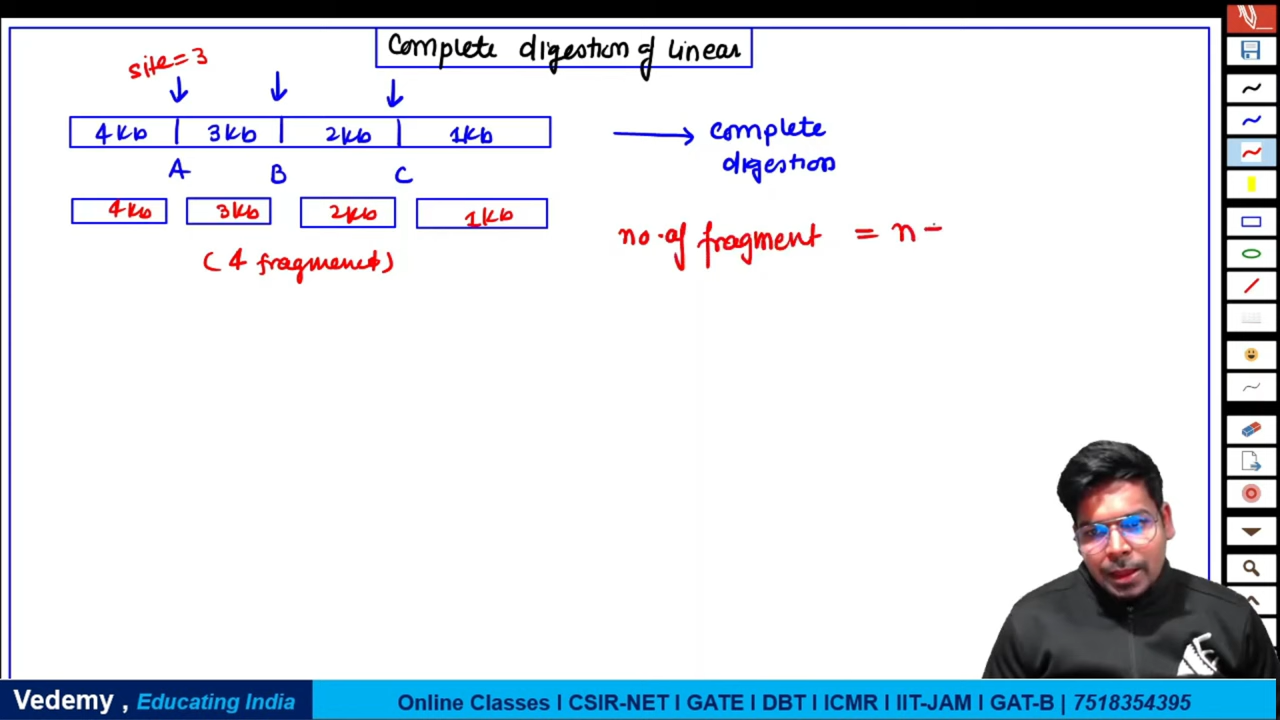 Complete digestion of linear
site = 3
4kb 3kb 2kb 1kb
A B C
→ complete
digestion
4kb 3kb 2kb 1kb
no. of fragment = n -
( 4 fragments)
Vedemy , Educating India
Online Classes I CSIR-NET I GATE I DBT I ICMR I IIT-JAM I GAT-B | 7518354395